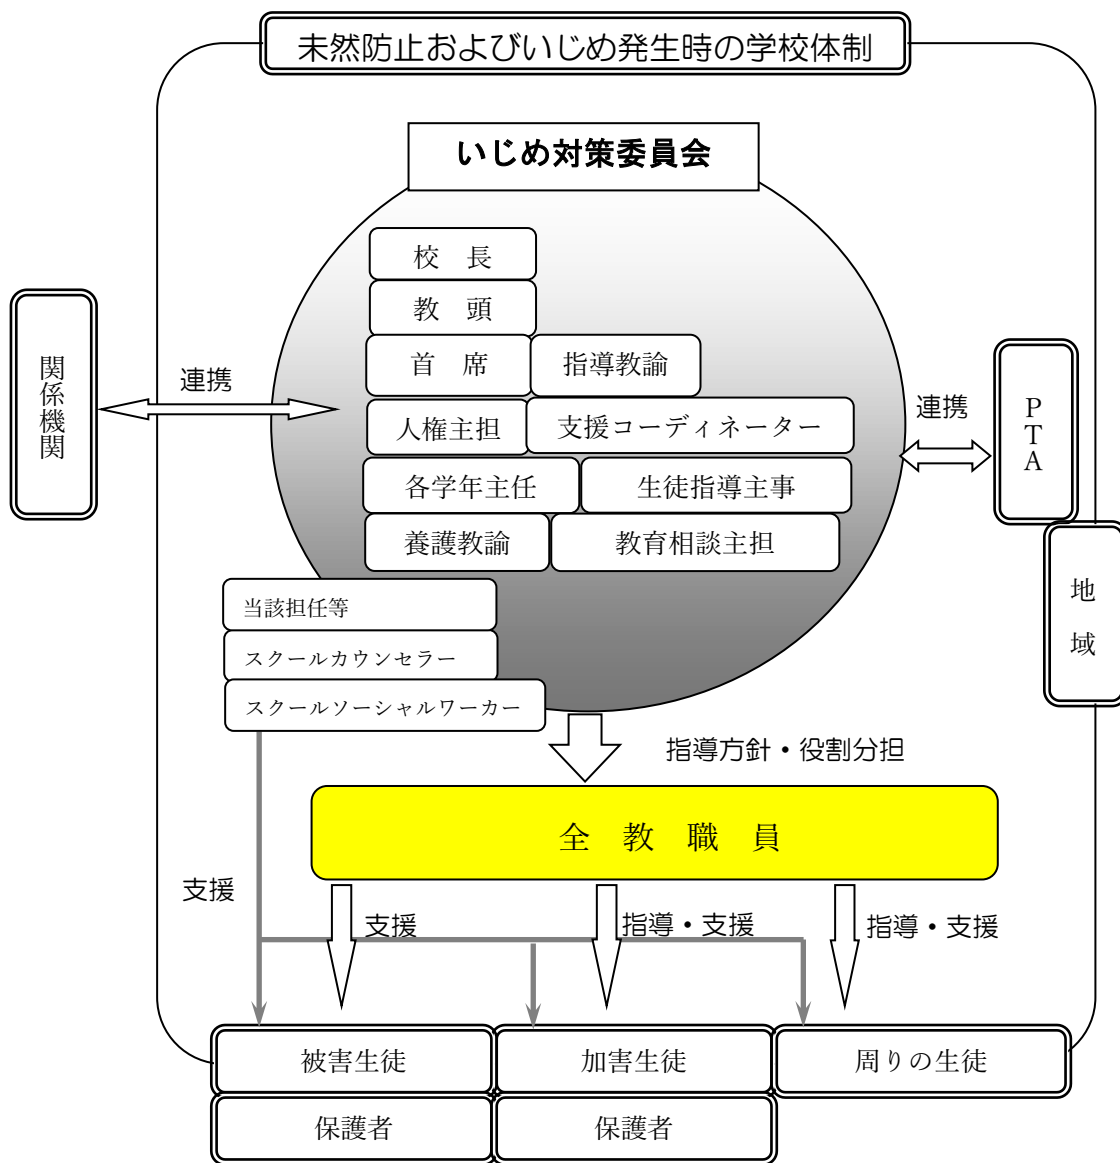 未然防止およびいじめ発生時の学校体制
いじめ対策委員会
校　長
教　頭
首　席
指導教諭
人権主担
支援コーディネーター
各学年主任
生徒指導主事
養護教諭
教育相談主担
当該担任等
スクールカウンセラー
スクールソーシャルワーカー
関係機関
連携
連携
PTA
地　域
指導方針・役割分担
全　教　職　員
支援
支援
指導・支援
指導・支援
被害生徒
加害生徒
周りの生徒
保護者
保護者